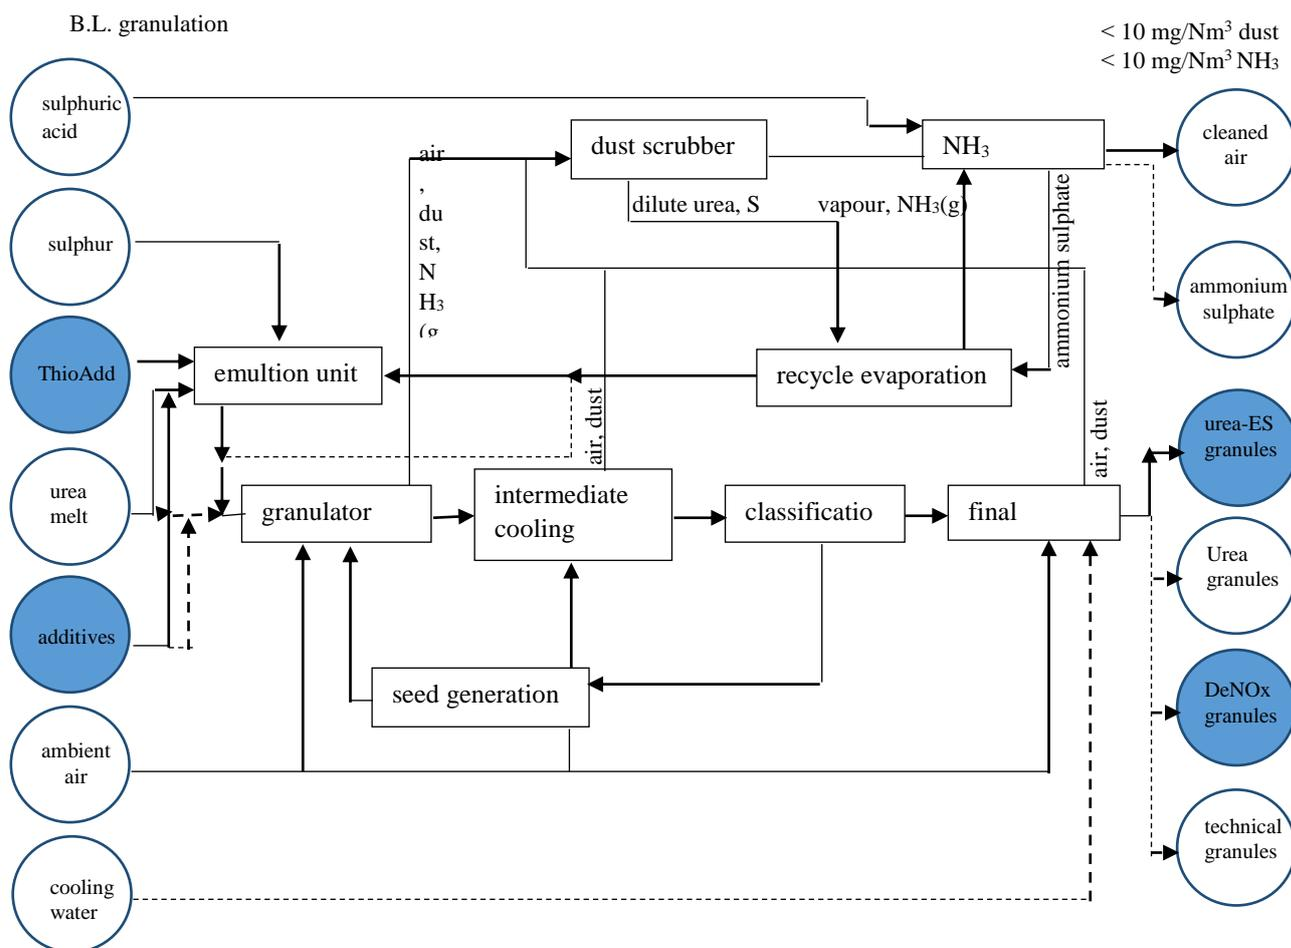 B.L. granulation
< 10 mg/Nm³ dust
< 10 mg/Nm³ NH₃
sulphuric
acid
air
,
du
st,
N
H₃
(g
dust scrubber
NH₃
cleaned
air
dilute urea, S
vapour, NH₃(g)
ammonium sulphate
sulphur
ammonium
sulphate
ThioAdd
emultion unit
recycle evaporation
air, dust
air, dust
urea-ES
granules
urea
melt
granulator
intermediate
cooling
classificatio
final
Urea
granules
additives
seed generation
DeNOx
granules
ambient
air
technical
granules
cooling
water